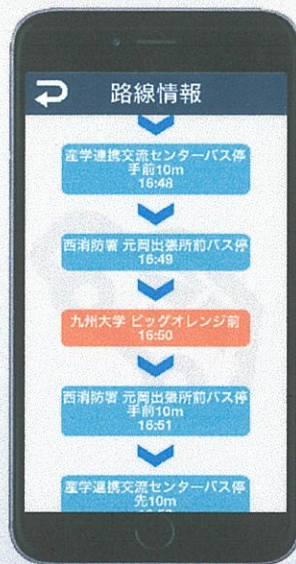 路線情報
産学連携交流センターバス停
手前10m
16:48
西消防署 元岡出張所前バス停
16:49
九州大学 ビッグオレンジ前
16:50
西消防署 元岡出張所前バス停
手前10m
16:51
産学連携交流センターバス停
先10m